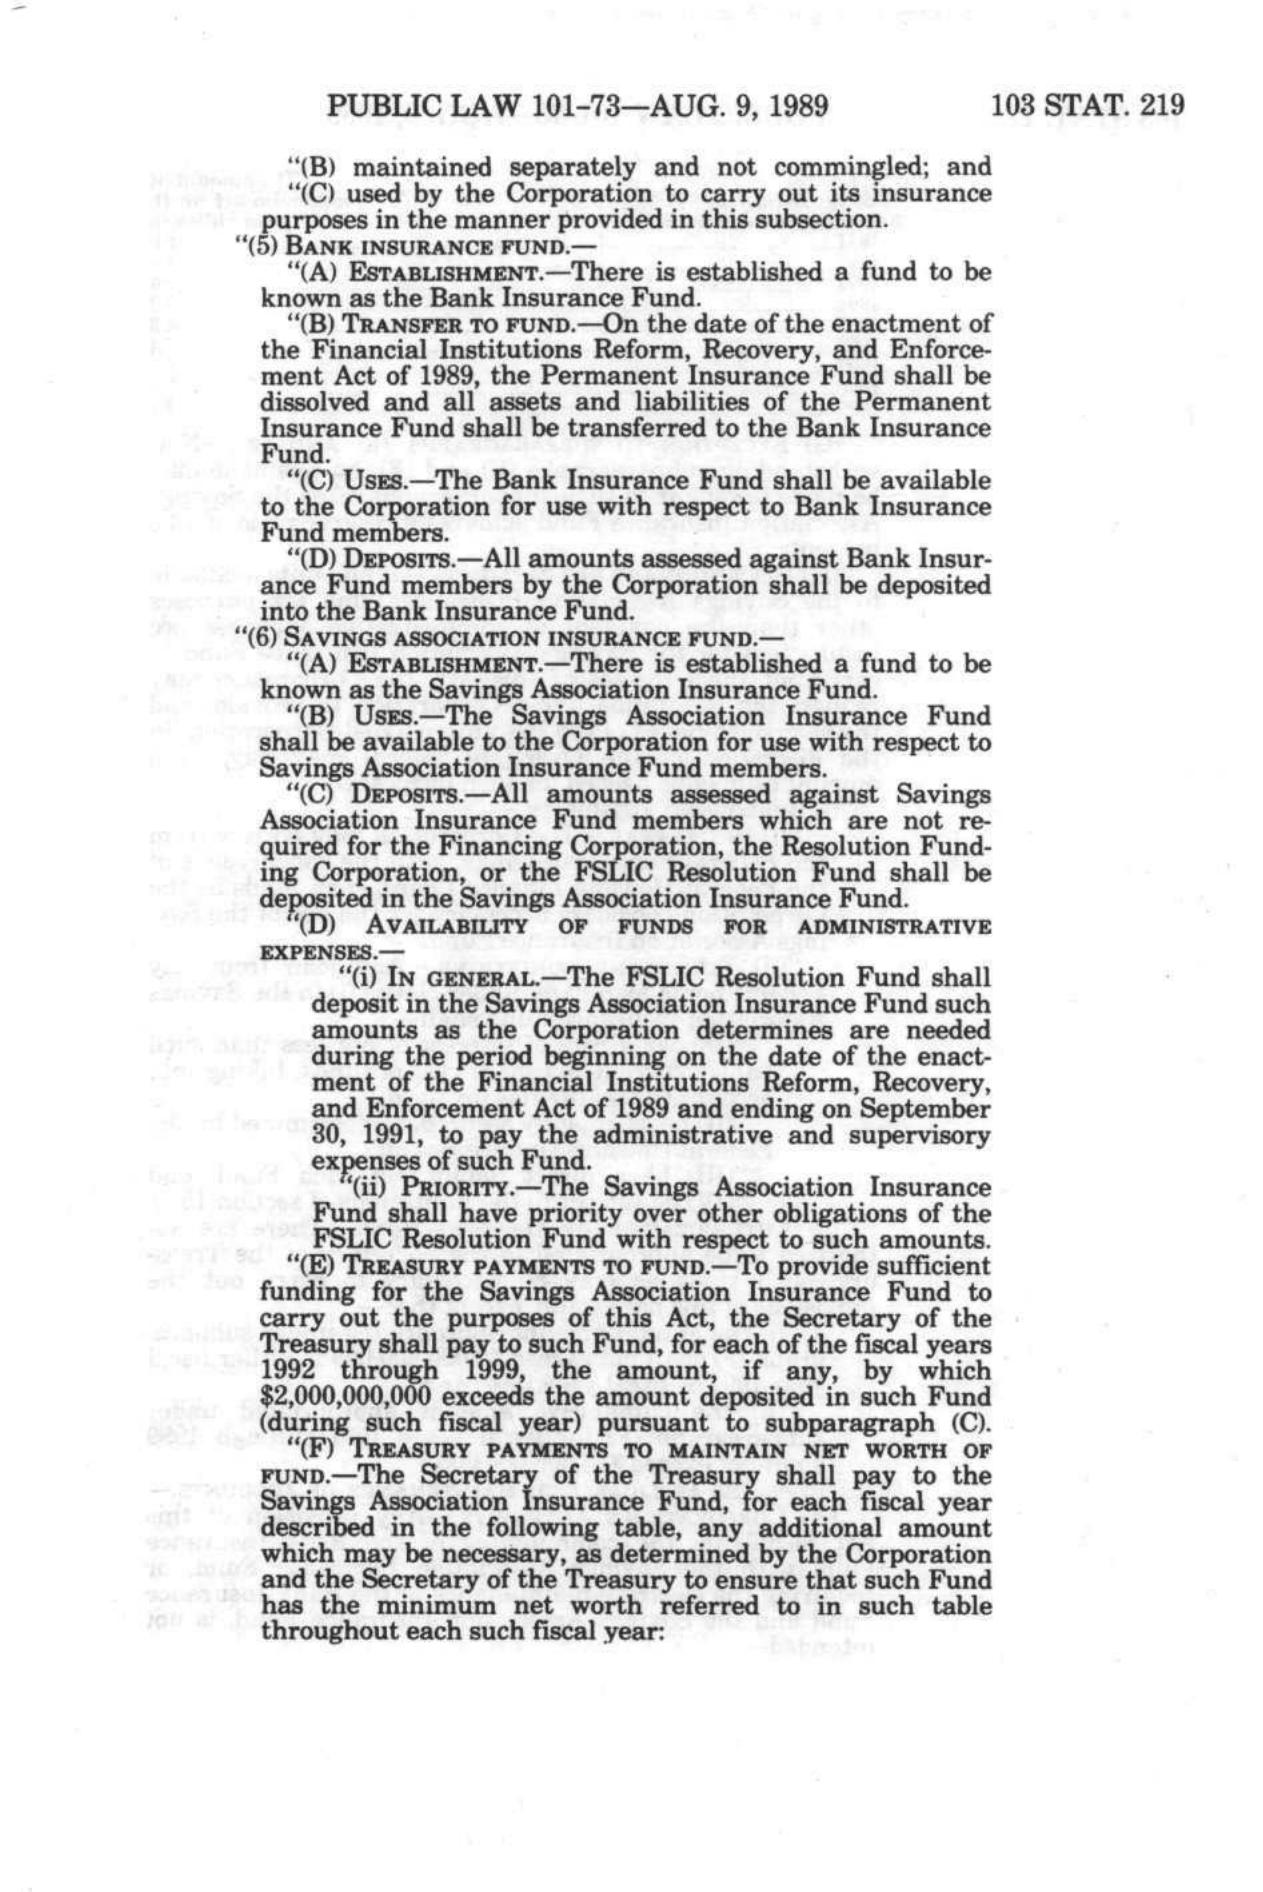 PUBLIC LAW 101-73—AUG. 9, 1989 103 STAT. 219
"(B) maintained separately and not commingled; and
"(C) used by the Corporation to carry out its insurance
purposes in the manner provided in this subsection.
"(5) BANK INSURANCE FUND.—
"(A) ESTABLISHMENT.—There is established a fund to be
known as the Bank Insurance Fund.
"(B) TRANSFER TO FUND.—On the date of the enactment of
the Financial Institutions Reform, Recovery, and Enforce-
ment Act of 1989, the Permanent Insurance Fund shall be
dissolved and all assets and liabilities of the Permanent
Insurance Fund shall be transferred to the Bank Insurance
Fund.
"(C) USES.—The Bank Insurance Fund shall be available
to the Corporation for use with respect to Bank Insurance
Fund members.
"(D) DEPOSITS.—All amounts assessed against Bank Insur-
ance Fund members by the Corporation shall be deposited
into the Bank Insurance Fund.
"(6) SAVINGS ASSOCIATION INSURANCE FUND.—
"(A) ESTABLISHMENT.—There is established a fund to be
known as the Savings Association Insurance Fund.
"(B) USES.—The Savings Association Insurance Fund
shall be available to the Corporation for use with respect to
Savings Association Insurance Fund members.
"(C) DEPOSITS.—All amounts assessed against Savings
Association Insurance Fund members which are not re-
quired for the Financing Corporation, the Resolution Fund-
ing Corporation, or the FSLIC Resolution Fund shall be
deposited in the Savings Association Insurance Fund.
"(D) AVAILABILITY OF FUNDS FOR ADMINISTRATIVE
EXPENSES.—
"(i) IN GENERAL.—The FSLIC Resolution Fund shall
deposit in the Savings Association Insurance Fund such
amounts as the Corporation determines are needed
during the period beginning on the date of the enact-
ment of the Financial Institutions Reform, Recovery,
and Enforcement Act of 1989 and ending on September
30, 1991, to pay the administrative and supervisory
expenses of such Fund.
"(ii) PRIORITY.—The Savings Association Insurance
Fund shall have priority over other obligations of the
FSLIC Resolution Fund with respect to such amounts.
"(E) TREASURY PAYMENTS TO FUND.—To provide sufficient
funding for the Savings Association Insurance Fund to
carry out the purposes of this Act, the Secretary of the
Treasury shall pay to such Fund, for each of the fiscal years
1992 through 1999, the amount, if any, by which
$2,000,000,000 exceeds the amount deposited in such Fund
(during such fiscal year) pursuant to subparagraph (C).
"(F) TREASURY PAYMENTS TO MAINTAIN NET WORTH OF
FUND.—The Secretary of the Treasury shall pay to the
Savings Association Insurance Fund, for each fiscal year
described in the following table, any additional amount
which may be necessary, as determined by the Corporation
and the Secretary of the Treasury to ensure that such Fund
has the minimum net worth referred to in such table
throughout each such fiscal year: